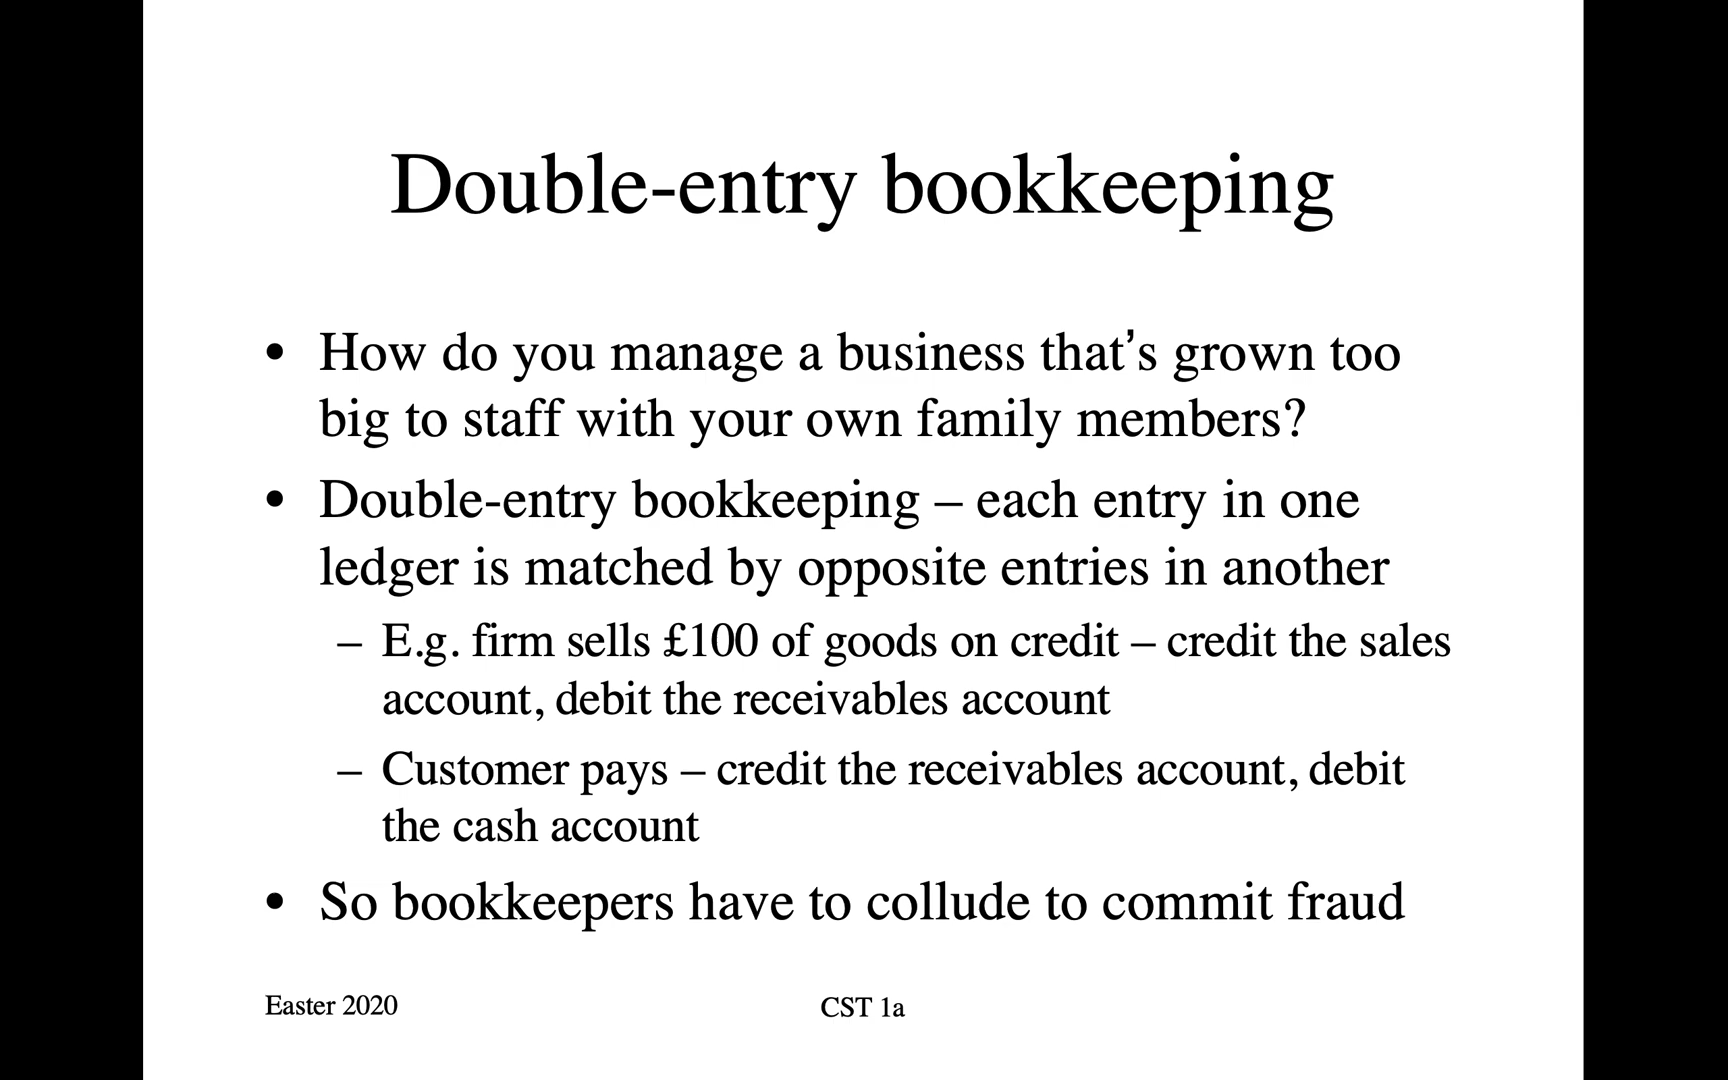 Double-entry bookkeeping
• How do you manage a business that’s grown too
big to staff with your own family members?
• Double-entry bookkeeping – each entry in one
ledger is matched by opposite entries in another
– E.g. firm sells £100 of goods on credit – credit the sales
account, debit the receivables account
– Customer pays – credit the receivables account, debit
the cash account
• So bookkeepers have to collude to commit fraud
Easter 2020
CST 1a